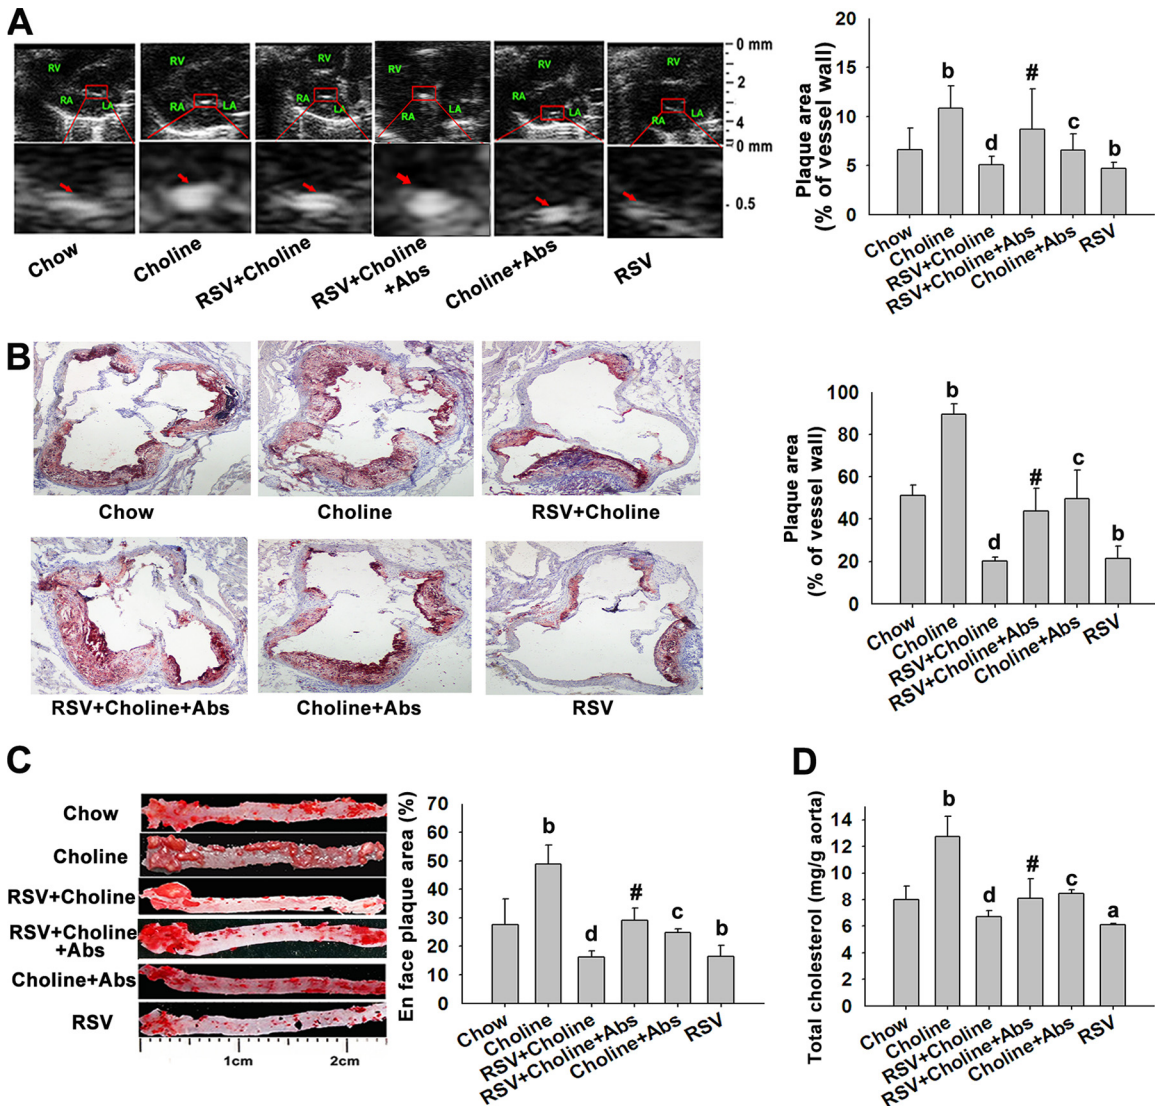 A
RV
RA
LA
RV
RA
LA
RV
RA
LA
RV
RA
LA
RV
RA
LA
RV
RA
LA
0 mm
2
4
0 mm
0.5
Chow
Choline
RSV+Choline
RSV+Choline
+Abs
Choline+Abs
RSV
Plaque area
(% of vessel wall)
20
15
10
5
0
b
d
#
c
b
Chow
Choline
RSV+Choline
RSV+Choline+Abs
Choline+Abs
RSV
B
Chow
Choline
RSV+Choline
RSV+Choline+Abs
Choline+Abs
RSV
Plaque area
(% of vessel wall)
100
80
60
40
20
0
b
d
#
c
b
Chow
Choline
RSV+Choline
RSV+Choline+Abs
Choline+Abs
RSV
C
Chow
Choline
RSV+Choline
RSV+Choline
+Abs
Choline+Abs
RSV
1cm
2cm
En face plaque area (%)
70
60
50
40
30
20
10
0
b
d
#
c
b
Chow
Choline
RSV+Choline
RSV+Choline+Abs
Choline+Abs
RSV
D
Total cholesterol (mg/g aorta)
14
12
10
8
6
4
2
0
b
d
#
c
a
Chow
Choline
RSV+Choline
RSV+Choline+Abs
Choline+Abs
RSV